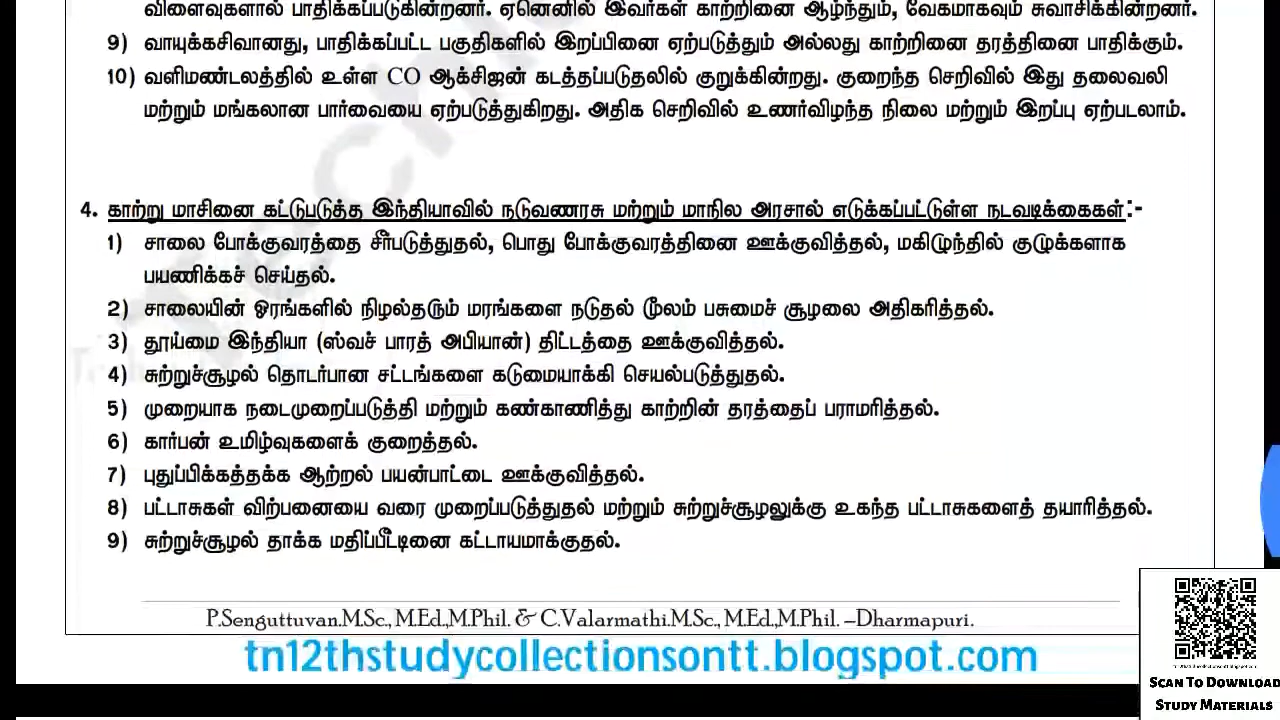 விளைவுகளால் பாதிக்கப்படுகின்றனர். ஏனெனில் இவர்கள் காற்றினை ஆழ்ந்தும், வேகமாகவும் சுவாசிக்கின்றனர்.
9) வாயுக்கசிவானது, பாதிக்கப்பட்ட பகுதிகளில் இறப்பினை ஏற்படுத்தும் அல்லது காற்றினை தரத்தினை பாதிக்கும்.
10) வளிமண்டலத்தில் உள்ள CO ஆக்சிஜன் கடத்தப்படுதலில் குறுக்கின்றது. குறைந்த செறிவில் இது தலைவலி
மற்றும் மங்கலான பார்வையை ஏற்படுத்துகிறது. அதிக செறிவில் உணர்விழந்த நிலை மற்றும் இறப்பு ஏற்படலாம்.
4. காற்று மாசினை கட்டுபடுத்த இந்தியாவில் நடுவணரசு மற்றும் மாநில அரசால் எடுக்கப்பட்டுள்ள நடவடிக்கைகள்:-
1) சாலை போக்குவரத்தை சீர்படுத்துதல், பொது போக்குவரத்தினை ஊக்குவித்தல், மகிழுந்தில் குழுக்களாக
பயணிக்கச் செய்தல்.
2) சாலையின் ஓரங்களில் நிழல்தரும் மரங்களை நடுதல் மூலம் பசுமைச் சூழலை அதிகரித்தல்.
3) தூய்மை இந்தியா (ஸ்வச் பாரத் அபியான்) திட்டத்தை ஊக்குவித்தல்.
4) சுற்றுச்சூழல் தொடர்பான சட்டங்களை கடுமையாக்கி செயல்படுத்துதல்.
5) முறையாக நடைமுறைப்படுத்தி மற்றும் கண்காணித்து காற்றின் தரத்தைப் பராமரித்தல்.
6) கார்பன் உமிழ்வுகளைக் குறைத்தல்.
7) புதுப்பிக்கத்தக்க ஆற்றல் பயன்பாட்டை ஊக்குவித்தல்.
8) பட்டாசுகள் விற்பனையை வரை முறைப்படுத்துதல் மற்றும் சுற்றுச்சூழலுக்கு உகந்த பட்டாசுகளைத் தயாரித்தல்.
9) சுற்றுச்சூழல் தாக்க மதிப்பீட்டினை கட்டாயமாக்குதல்.
P.Senguttuvan.M.Sc., M.Ed.,M.Phil. & C.Valarmathi.M.Sc., M.Ed.,M.Phil. –Dharmapuri.
tn12thstudycollectionsontt.blogspot.com
SCAN TO DOWNLOAD
STUDY MATERIALS